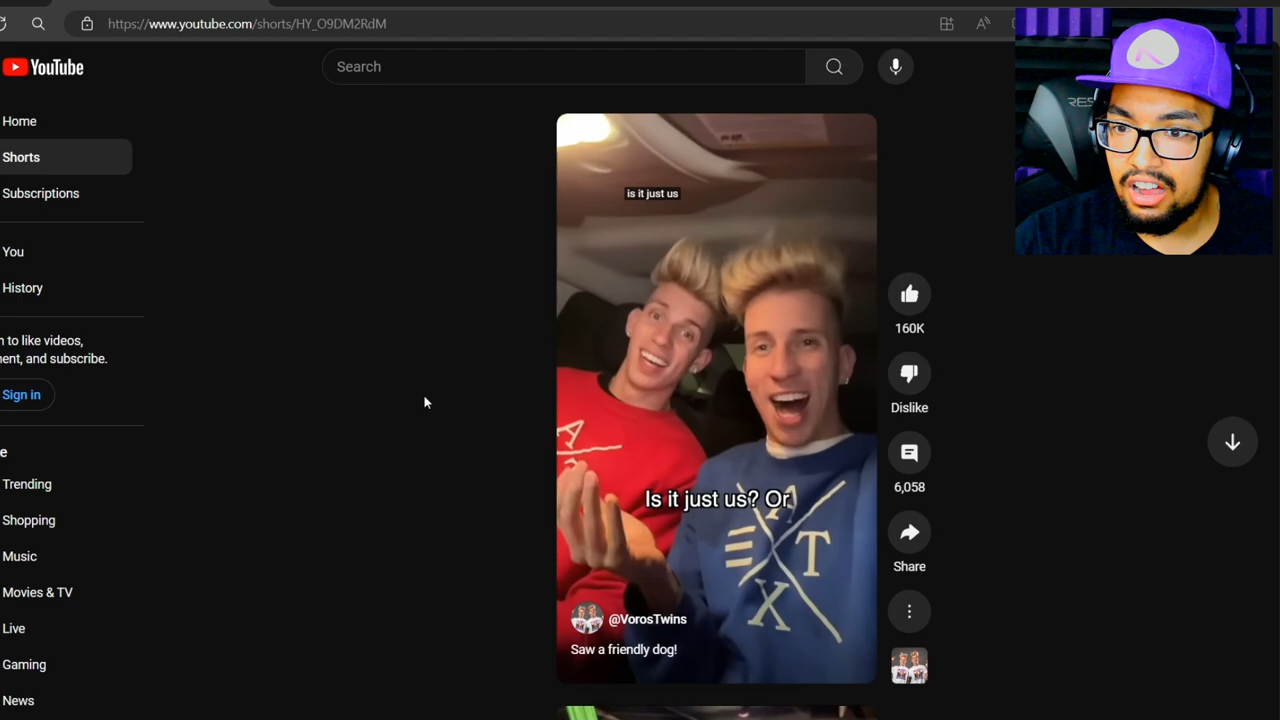 https://www.youtube.com/shorts/HY_O9DM2RdM
YouTube
Search
Home
Shorts
Subscriptions
You
History
n to like videos,
ment, and subscribe.
Sign in
e
Trending
Shopping
Music
Movies & TV
Live
Gaming
News
is it just us
Is it just us? Or
A
E T
X
@VorosTwins
Saw a friendly dog!
160K
Dislike
6,058
Share
RES